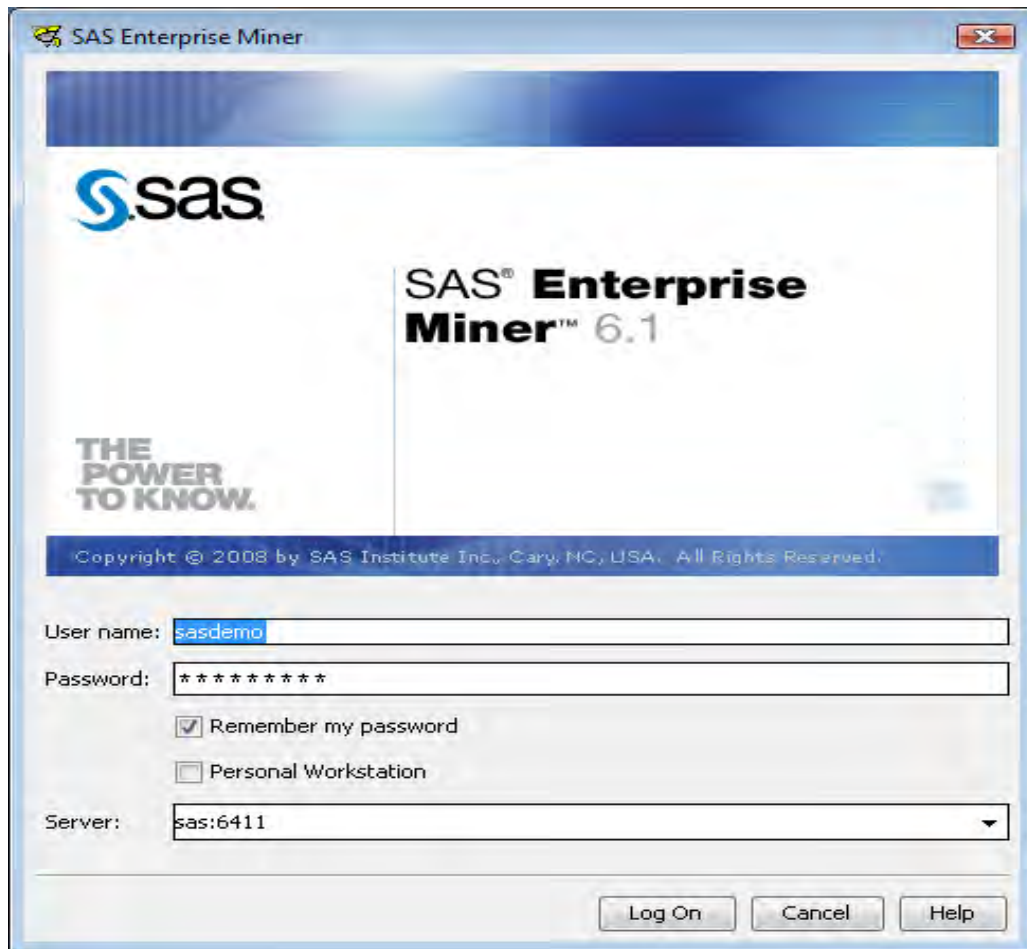 SAS Enterprise Miner
sas
SAS® Enterprise
Miner™ 6.1
THE
POWER
TO KNOW.
Copyright © 2008 by SAS Institute Inc., Cary, NC, USA. All Rights Reserved.
User name: sasdemo
Password: *********
Remember my password
Personal Workstation
Server: sas:6411
Log On Cancel Help